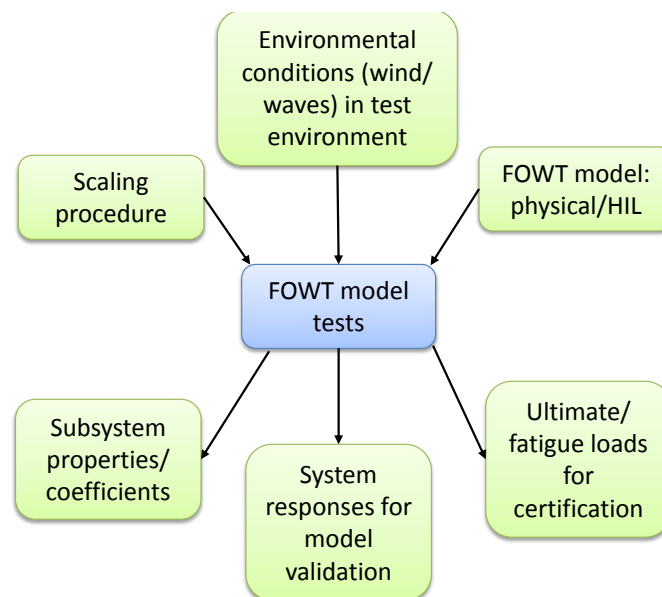 Environmental
conditions (wind/
waves) in test
environment
Scaling
procedure
FOWT model:
physical/HIL
FOWT model
tests
Subsystem
properties/
coefficients
System
responses for
model
validation
Ultimate/
fatigue loads
for
certification